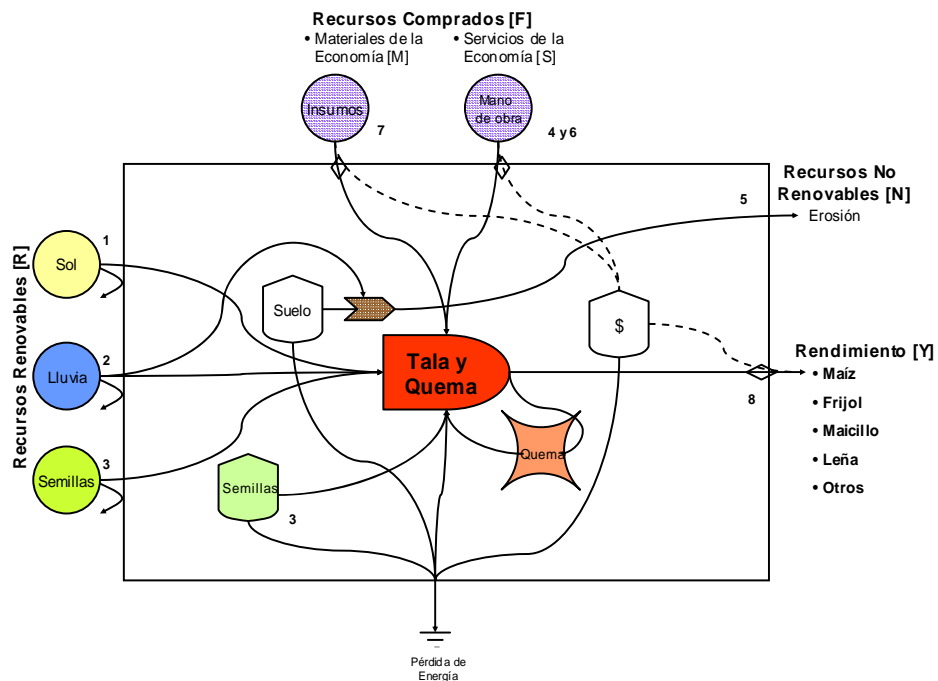 Recursos Comprados [F]
• Materiales de la
Economía [M]
• Servicios de la
Economía [S]
Insumos
7
Mano
de obra
4 y 6
Recursos No
Renovables [N]
Erosión
5
Recursos Renovables [R]
1
Sol
Suelo
$
2
Lluvia
Tala y
Quema
Rendimiento [Y]
• Maíz
• Frijol
• Maicillo
• Leña
• Otros
8
3
Semillas
Semillas
3
Quema
Pérdida de
Energía